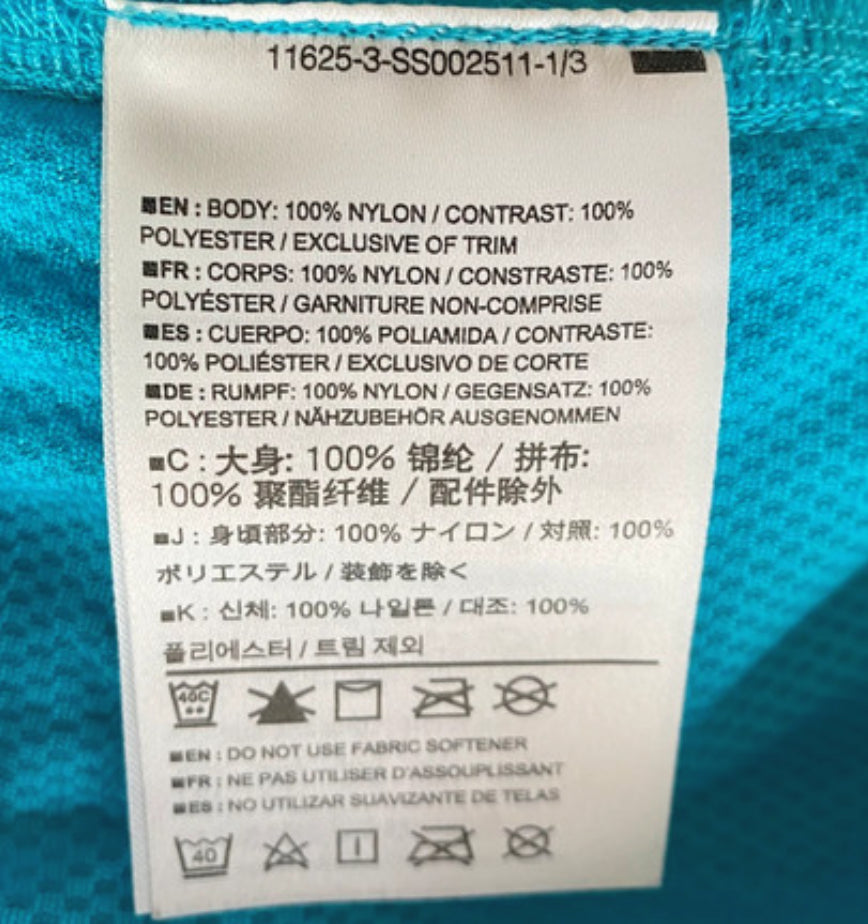 11625-3-SS002511-1/3
EN : BODY: 100% NYLON / CONTRAST: 100%
POLYESTER / EXCLUSIVE OF TRIM
FR : CORPS: 100% NYLON / CONSTRASTE: 100%
POLYÉSTER / GARNITURE NON-COMPRISE
ES : CUERPO: 100% POLIAMIDA / CONTRASTE:
100% POLIÉSTER / EXCLUSIVO DE CORTE
DE : RUMPF: 100% NYLON / GEGENSATZ: 100%
POLYESTER / NÄHZUBEHÖR AUSGENOMMEN
C : 大身: 100% 锦纶 / 拼布:
100% 聚酯纤维 / 配件除外
J : 身頃部分: 100% ナイロン / 対照: 100%
ポリエステル / 装飾を除く
K : 신체: 100% 나일론 / 대조: 100%
폴리에스터 / 트림 제외
40C
EN : DO NOT USE FABRIC SOFTENER
FR : NE PAS UTILISER D'ASSOUPLISSANT
ES : NO UTILIZAR SUAVIZANTE DE TELAS
40